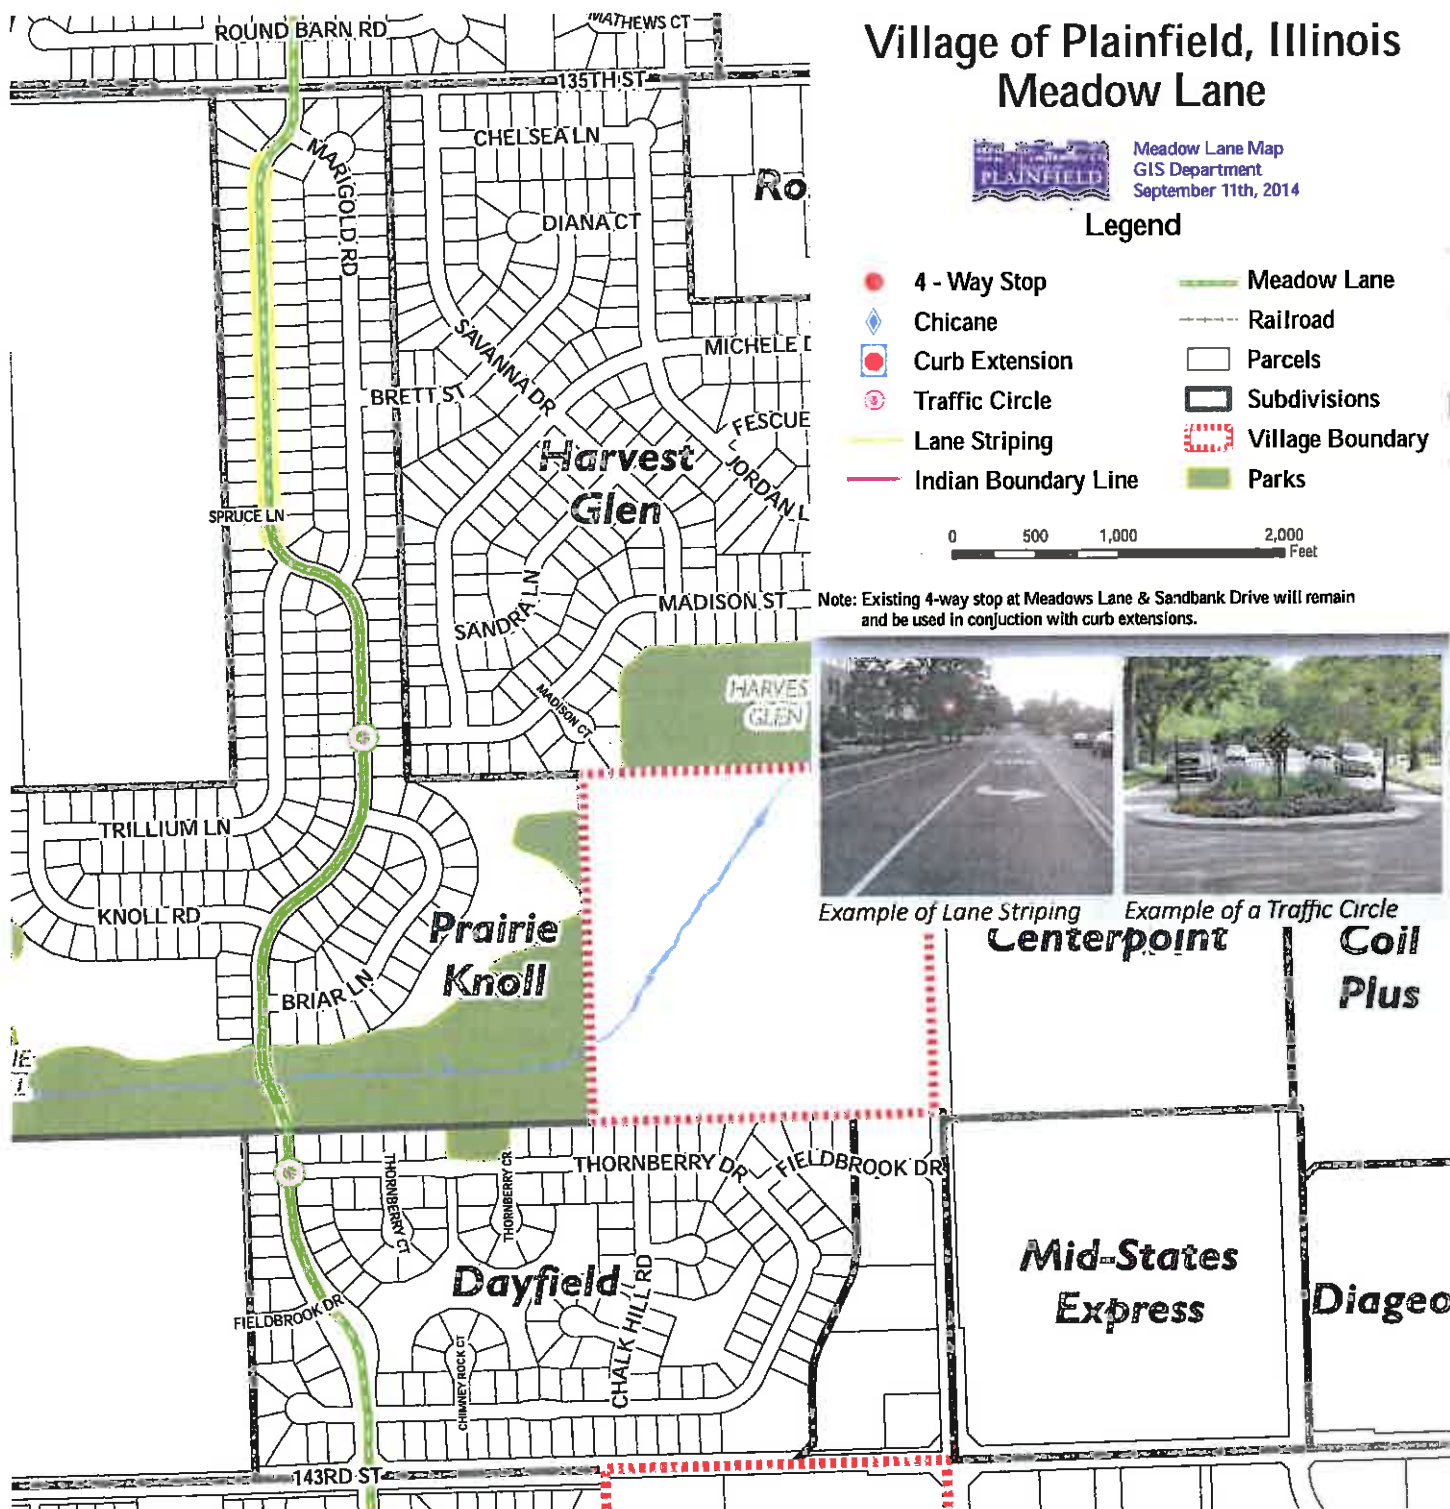 Village of Plainfield, Illinois
Meadow Lane
PLAINFIELD
Meadow Lane Map
GIS Department
September 11th, 2014
Legend
4 - Way Stop
Chicane
Curb Extension
Traffic Circle
Lane Striping
Indian Boundary Line
Meadow Lane
Railroad
Parcels
Subdivisions
Village Boundary
Parks
0 500 1,000 2,000
Feet
Note: Existing 4-way stop at Meadows Lane & Sandbank Drive will remain
and be used in conjuction with curb extensions.
Example of Lane Striping
Example of a Traffic Circle
ROUND BARN RD
MATHEWS CT
135TH ST
CHELSEA LN
MARIGOLD RD
Ro
DIANA CT
SAVANNA DR
MICHELE D
BRETT ST
FESCUE
Harvest
Glen
JORDAN L
SPRUCE LN
SANDRA LN
MADISON ST
HARVES
GLEN
MADISON CT
TRILLIUM LN
KNOLL RD
Prairie
Knoll
BRIAR LN
IE
Centerpoint
Coil
Plus
THORNBERRY DR
FIELDBROOK DR
THORNBERRY CT
THORNBERRY CR
Dayfield
CHALK HILL RD
FIELDBROOK DR
CHIMNEY ROCK CT
Mid-States
Express
Diageo
143RD ST